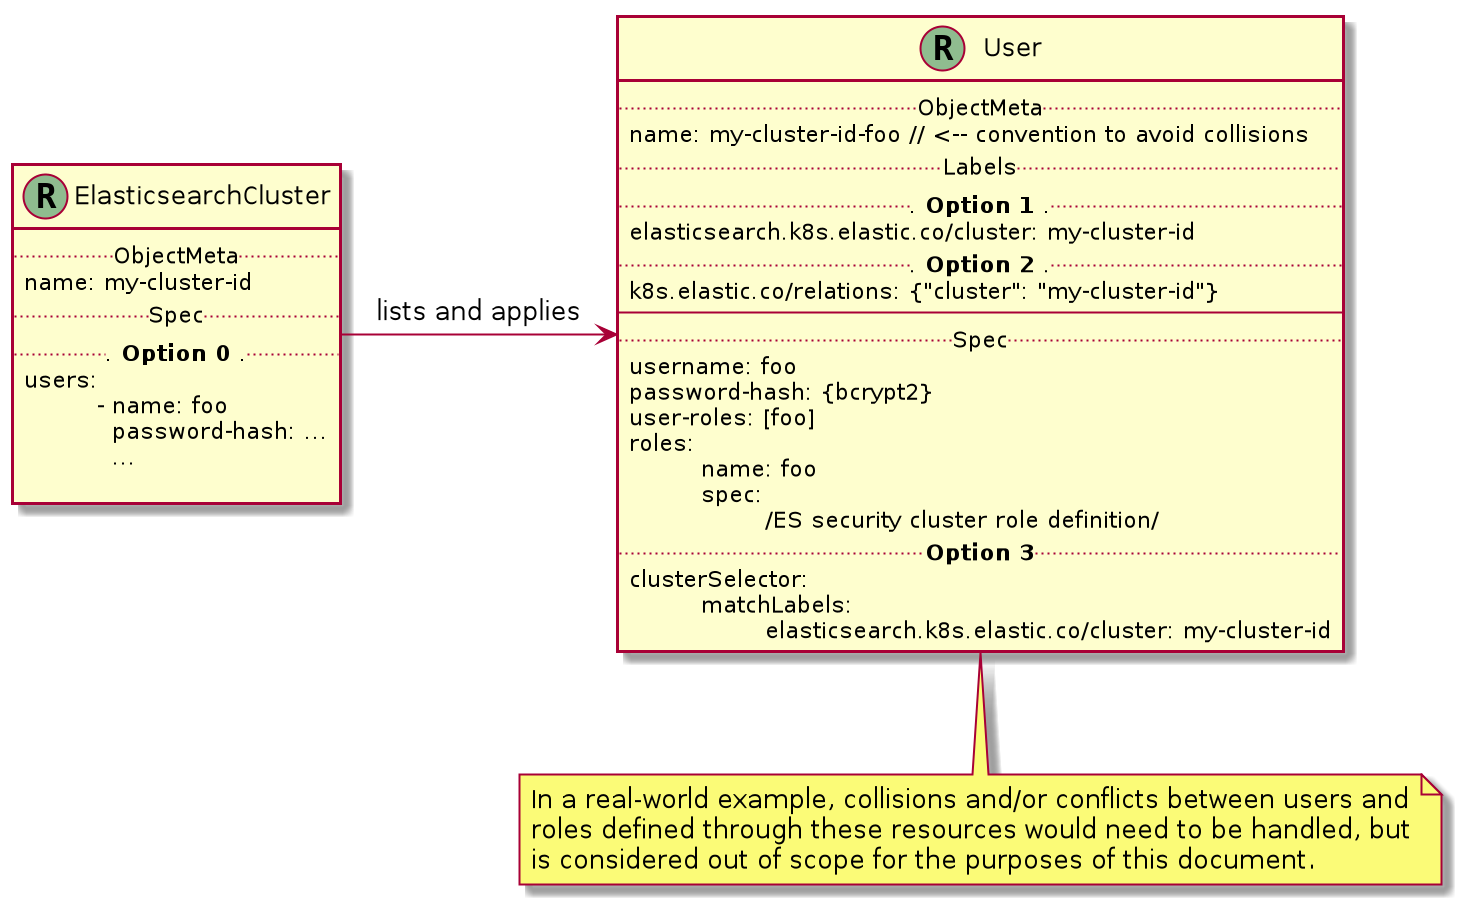 R ElasticsearchCluster
ObjectMeta
name: my-cluster-id
Spec
. Option 0 .
users:
- name: foo
password-hash: ...
...
lists and applies
R User
ObjectMeta
name: my-cluster-id-foo // <-- convention to avoid collisions
Labels
. Option 1 .
elasticsearch.k8s.elastic.co/cluster: my-cluster-id
. Option 2 .
k8s.elastic.co/relations: {"cluster": "my-cluster-id"}
Spec
username: foo
password-hash: {bcrypt2}
user-roles: [foo]
roles:
name: foo
spec:
/ES security cluster role definition/
Option 3
clusterSelector:
matchLabels:
elasticsearch.k8s.elastic.co/cluster: my-cluster-id
In a real-world example, collisions and/or conflicts between users and
roles defined through these resources would need to be handled, but
is considered out of scope for the purposes of this document.